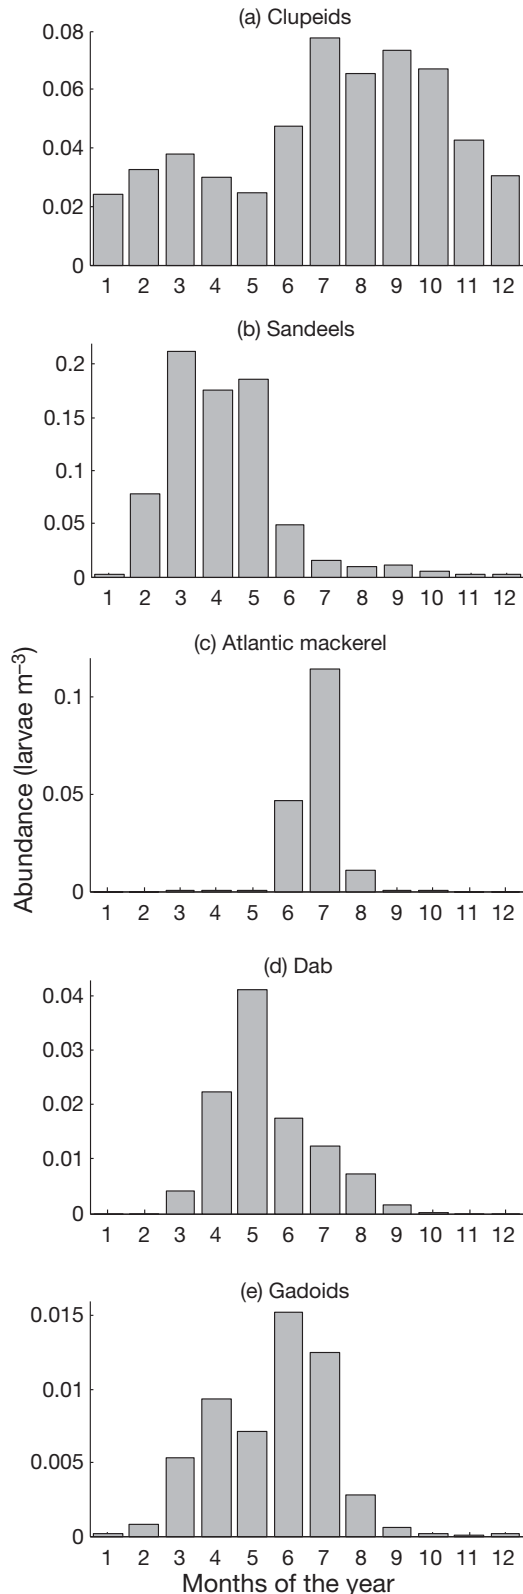 (a) Clupeids
0.08
0.06
0.04
0.02
0
1 2 3 4 5 6 7 8 9 10 11 12
(b) Sandeels
0.2
0.15
0.1
0.05
0
1 2 3 4 5 6 7 8 9 10 11 12
Abundance (larvae m⁻³)
(c) Atlantic mackerel
0.1
0.05
0
1 2 3 4 5 6 7 8 9 10 11 12
(d) Dab
0.04
0.03
0.02
0.01
0
1 2 3 4 5 6 7 8 9 10 11 12
(e) Gadoids
0.015
0.01
0.005
0
1 2 3 4 5 6 7 8 9 10 11 12
Months of the year